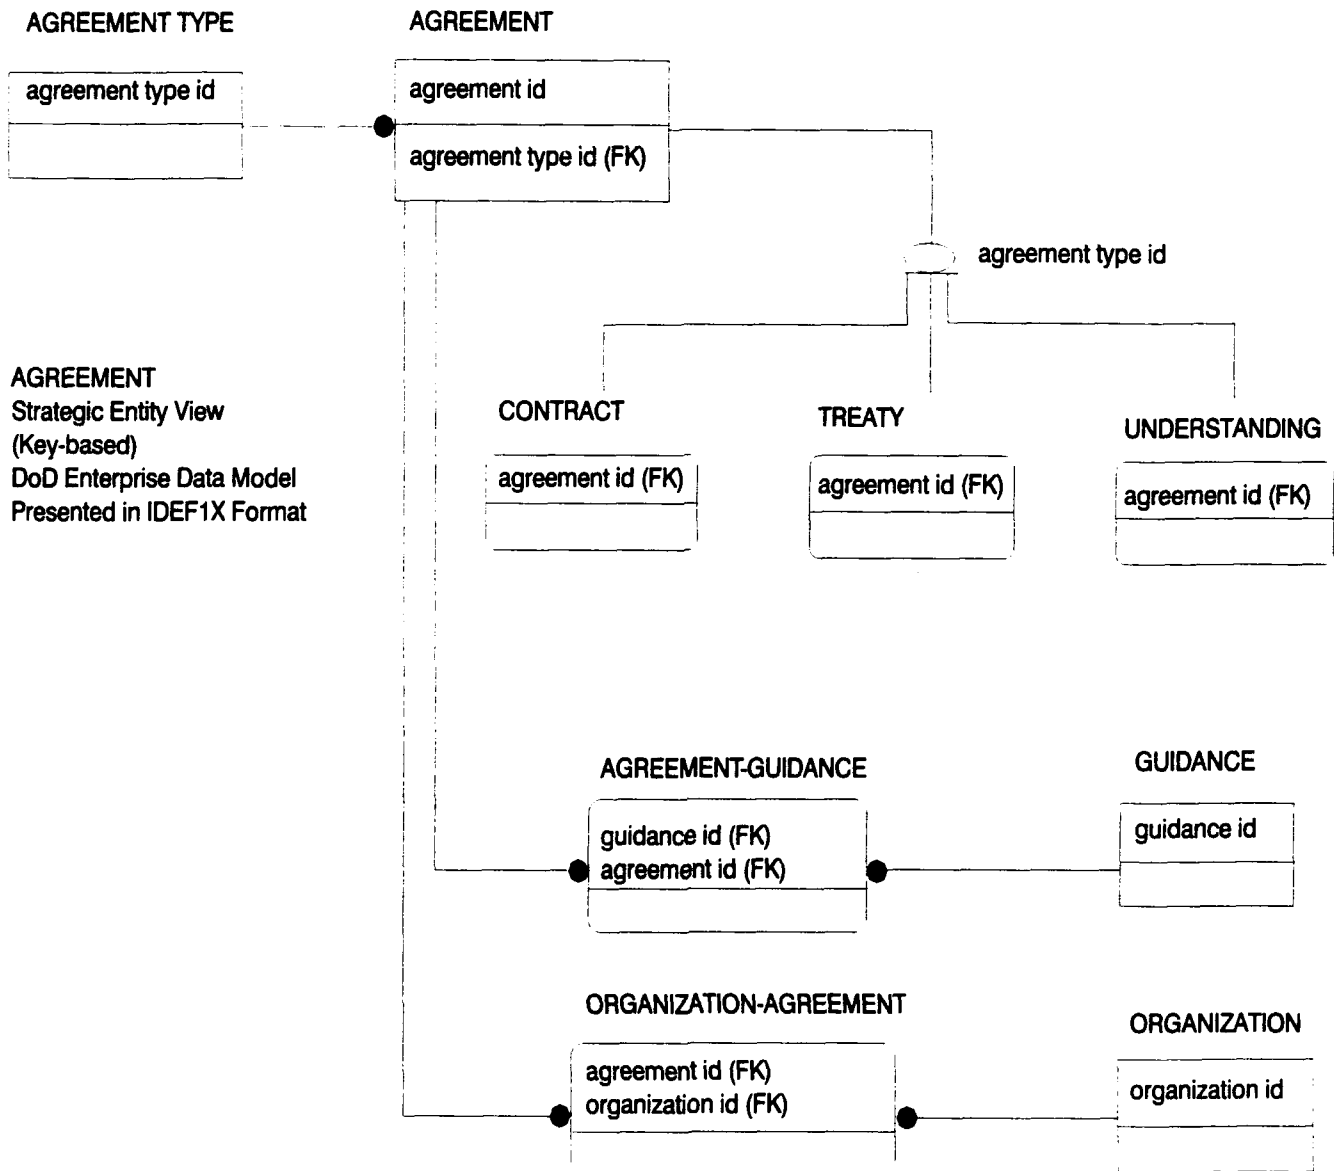 AGREEMENT TYPE
AGREEMENT
agreement type id
agreement id
agreement type id (FK)
agreement type id
AGREEMENT
Strategic Entity View
(Key-based)
DoD Enterprise Data Model
Presented in IDEF1X Format
CONTRACT
TREATY
UNDERSTANDING
agreement id (FK)
agreement id (FK)
agreement id (FK)
AGREEMENT-GUIDANCE
GUIDANCE
guidance id (FK)
agreement id (FK)
guidance id
ORGANIZATION-AGREEMENT
ORGANIZATION
agreement id (FK)
organization id (FK)
organization id